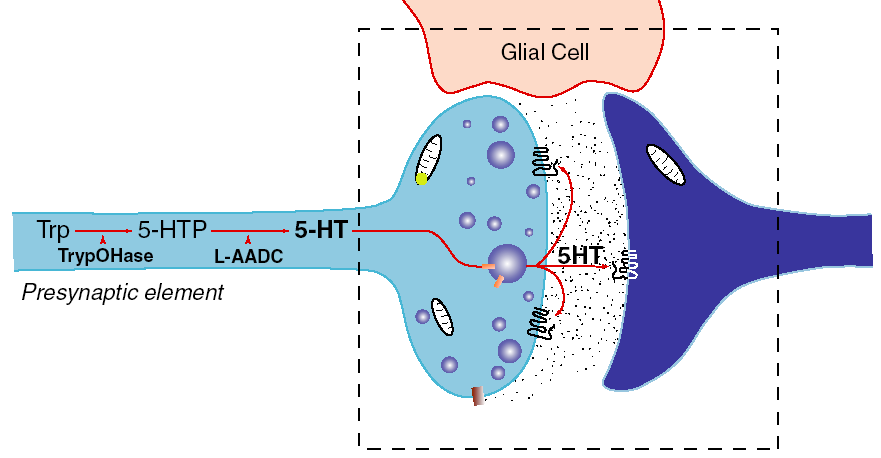 Glial Cell
Trp 5-HTP 5-HT
TrypOHase L-AADC
5HT
Presynaptic element